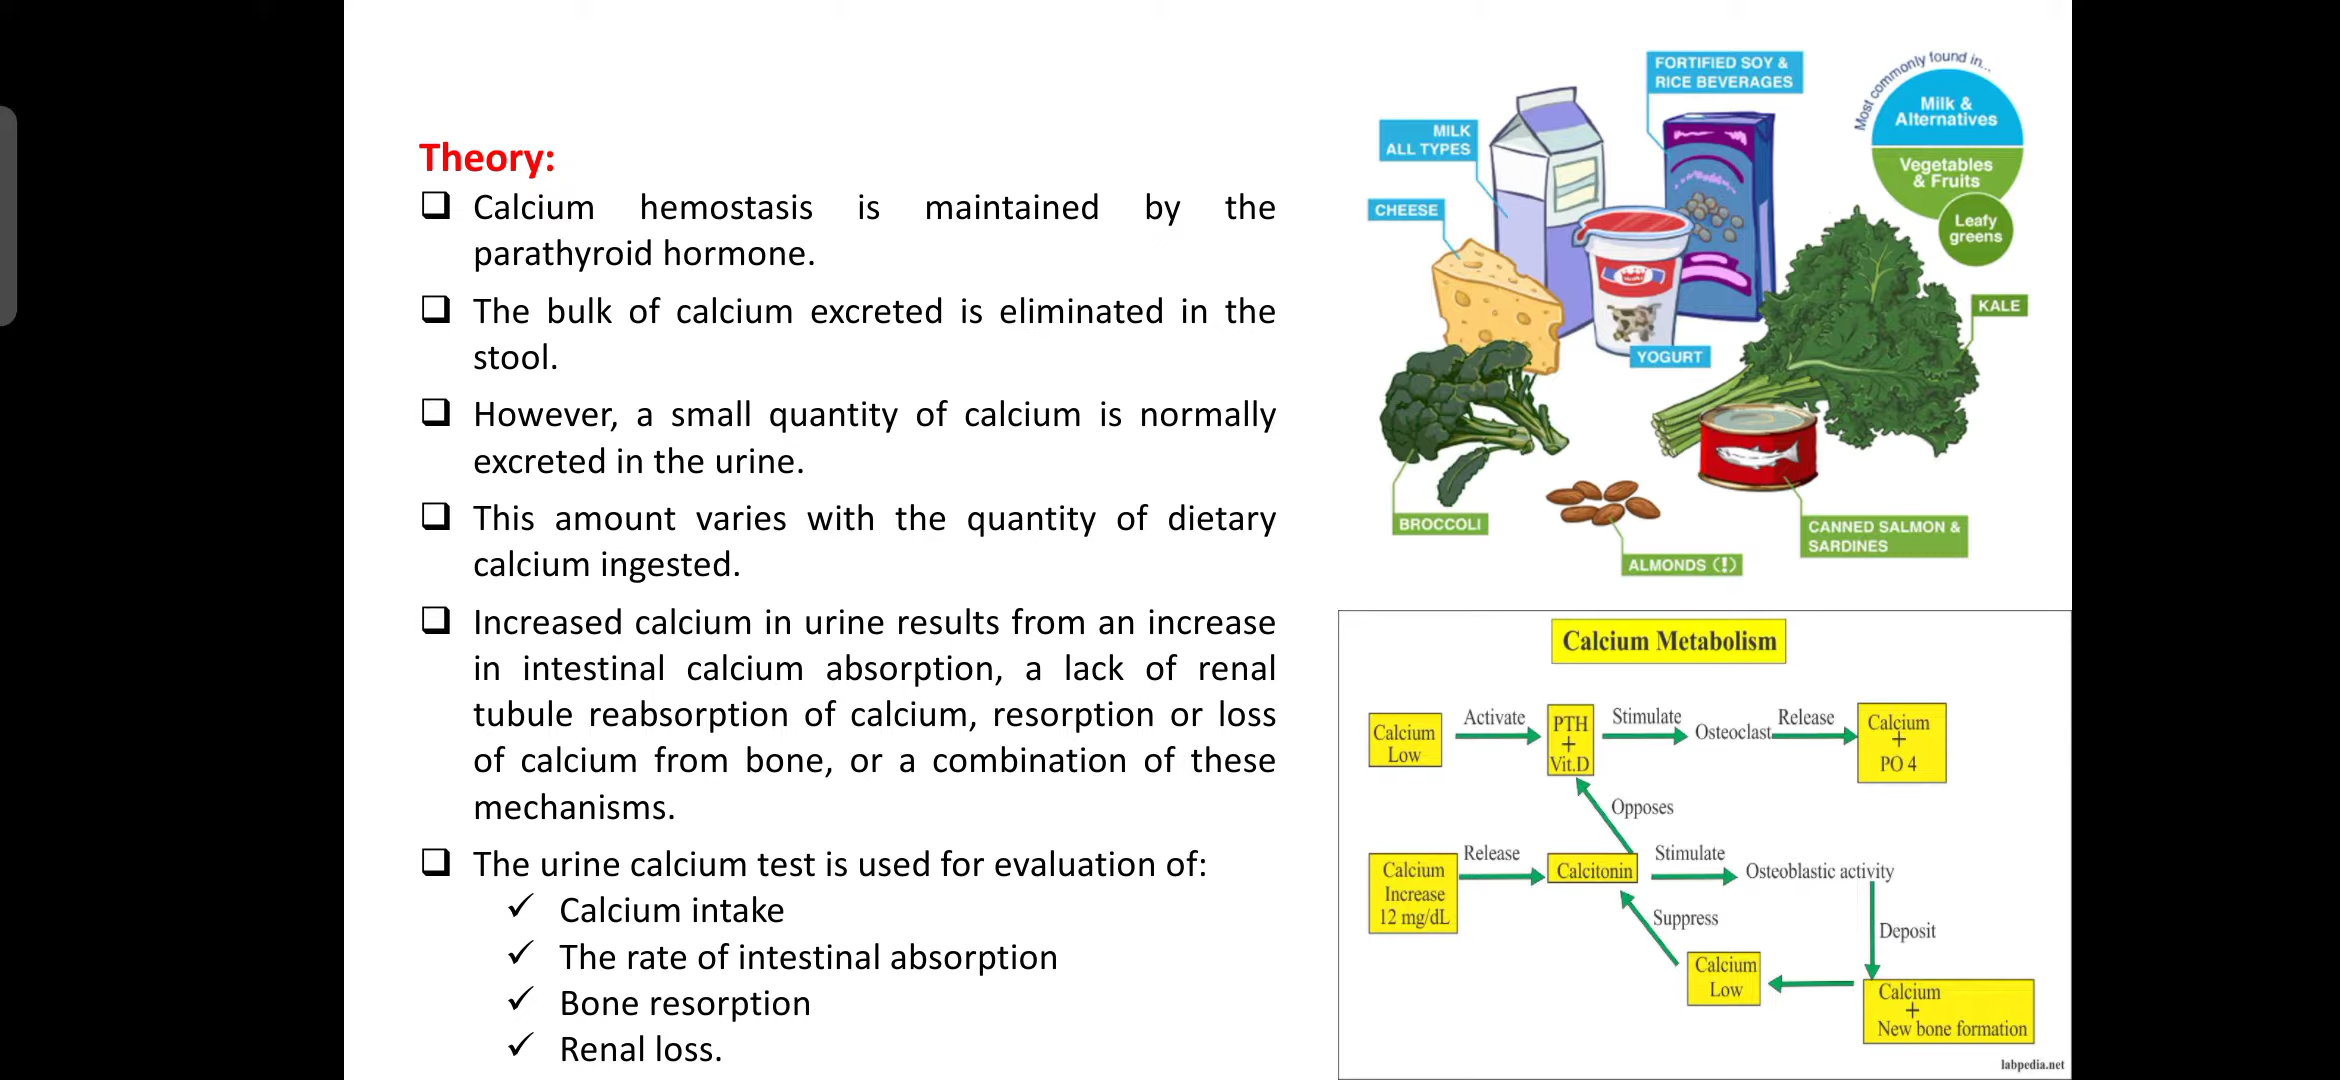 Theory:
Calcium hemostasis is maintained by the
parathyroid hormone.
The bulk of calcium excreted is eliminated in the
stool.
However, a small quantity of calcium is normally
excreted in the urine.
This amount varies with the quantity of dietary
calcium ingested.
Increased calcium in urine results from an increase
in intestinal calcium absorption, a lack of renal
tubule reabsorption of calcium, resorption or loss
of calcium from bone, or a combination of these
mechanisms.
The urine calcium test is used for evaluation of:
Calcium intake
The rate of intestinal absorption
Bone resorption
Renal loss.
FORTIFIED SOY &
RICE BEVERAGES
MILK
ALL TYPES
CHEESE
YOGURT
Most commonly found in...
Milk &
Alternatives
Vegetables
& Fruits
Leafy
greens
KALE
BROCCOLI
ALMONDS (!)
CANNED SALMON &
SARDINES
Calcium Metabolism
Calcium
Low
Activate
PTH
+
Vit.D
Stimulate
Osteoclast
Release
Calcium
+
PO 4
Opposes
Calcium
Increase
12 mg/dL
Release
Calcitonin
Stimulate
Osteoblastic activity
Suppress
Deposit
Calcium
Low
Calcium
+
New bone formation
labpedia.net